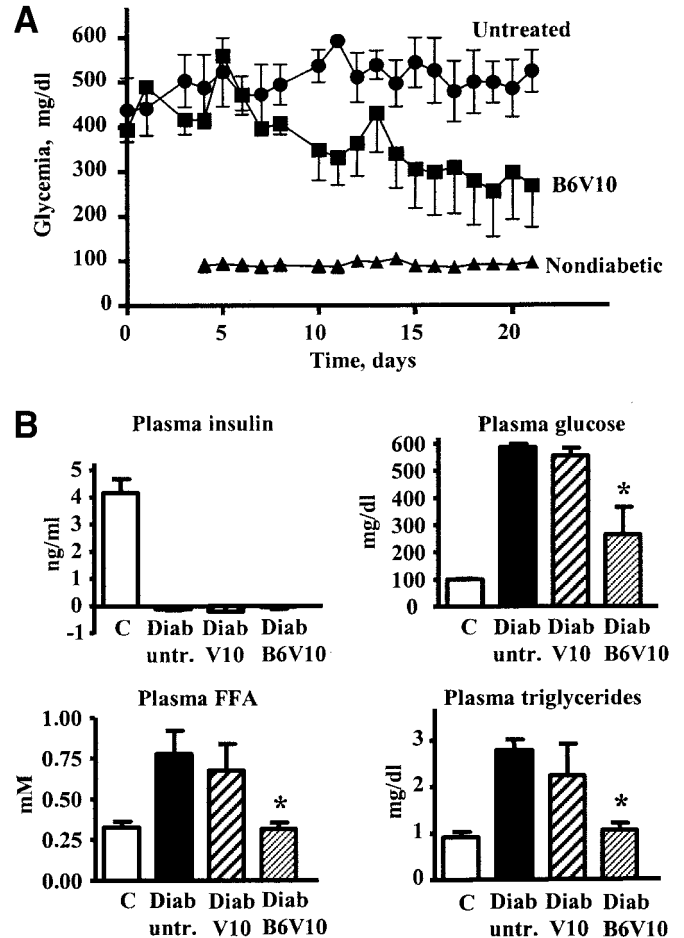 A
Glycemia, mg/dl
600
500
400
300
200
100
0
Untreated
B6V10
Nondiabetic
0 5 10 15 20
Time, days
B
Plasma insulin
ng/ml
5
4
3
2
1
0
-1
C Diab Diab Diab
untr. V10 B6V10
Plasma glucose
mg/dl
600
500
400
300
200
100
0
*
C Diab Diab Diab
untr. V10 B6V10
Plasma FFA
mM
1.00
0.75
0.50
0.25
0.00
*
C Diab Diab Diab
untr. V10 B6V10
Plasma triglycerides
mg/dl
3
2
1
0
*
C Diab Diab Diab
untr. V10 B6V10